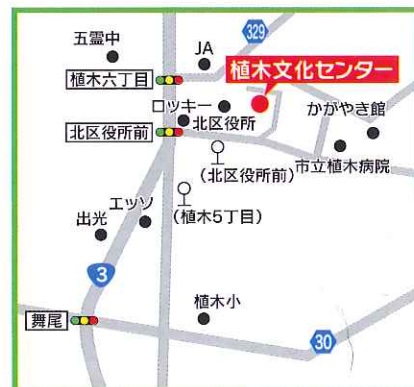 五霊中
JA
329
植木六丁目
植木文化センター
ロッキー
北区役所
かがやき館
北区役所前
市立植木病院
(北区役所前)
(植木5丁目)
エッソ
出光
3
植木小
舞尾
30